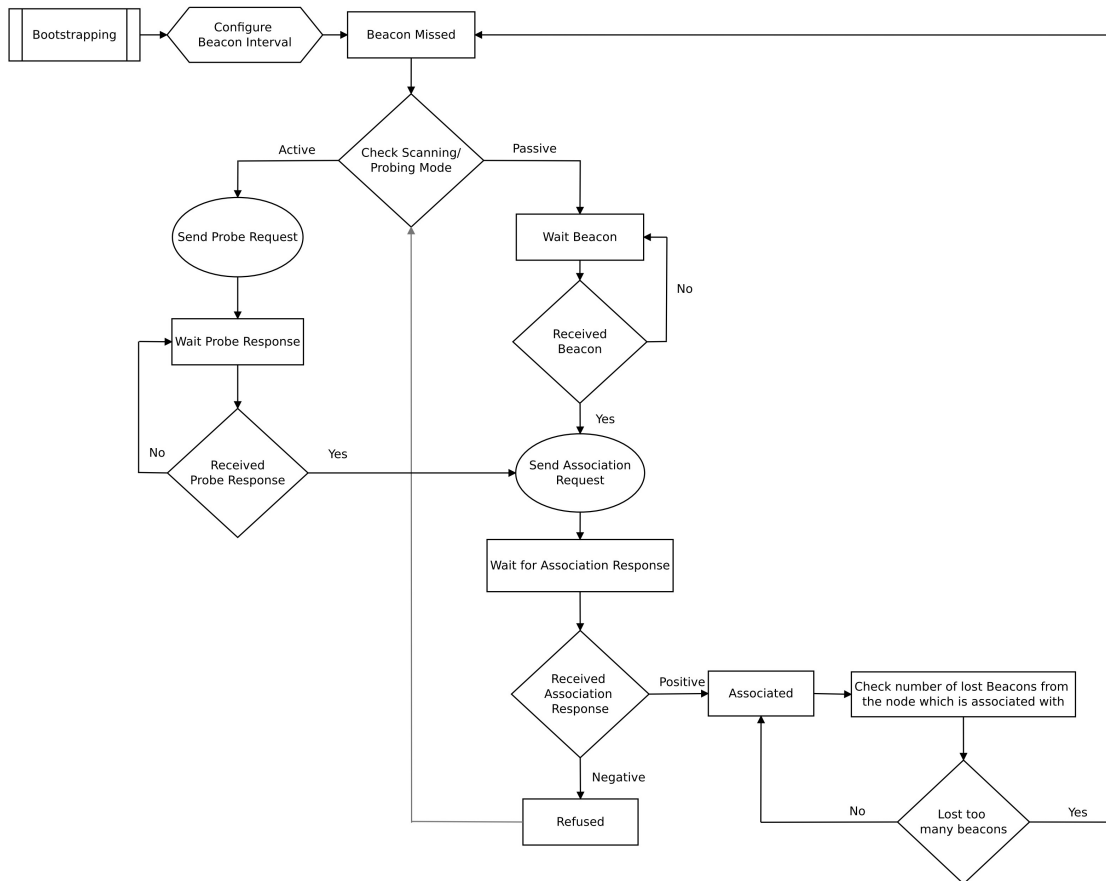 Bootstrapping
Configure
Beacon Interval
Beacon Missed
Check Scanning/
Probing Mode
Active
Passive
Send Probe Request
Wait Beacon
No
Wait Probe Response
Received
Beacon
Yes
No
Received
Probe Response
Yes
Send Association
Request
Wait for Association Response
Received
Association
Response
Positive
Associated
Check number of lost Beacons from
the node which is associated with
Negative
Refused
No
Lost too
many beacons
Yes